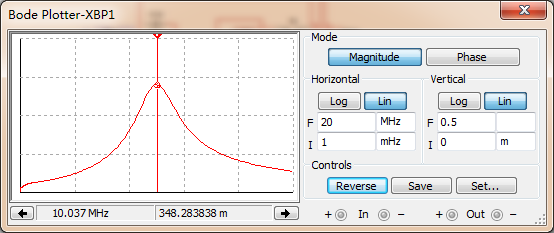 Bode Plotter-XBP1
Mode
Magnitude Phase
Horizontal Vertical
Log Lin Log Lin
F 20 MHz F 0.5
I 1 mHz I 0 m
Controls
Reverse Save Set...
10.037 MHz 348.283838 m
+ In − + Out −